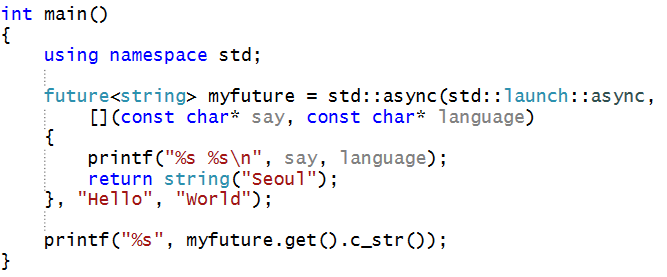 int main()
{
    using namespace std;
    future<string> myfuture = std::async(std::launch::async,
        [](const char* say, const char* language)
    {
        printf("%s %s\n", say, language);
        return string("Seoul");
    }, "Hello", "World");
    printf("%s", myfuture.get().c_str());
}